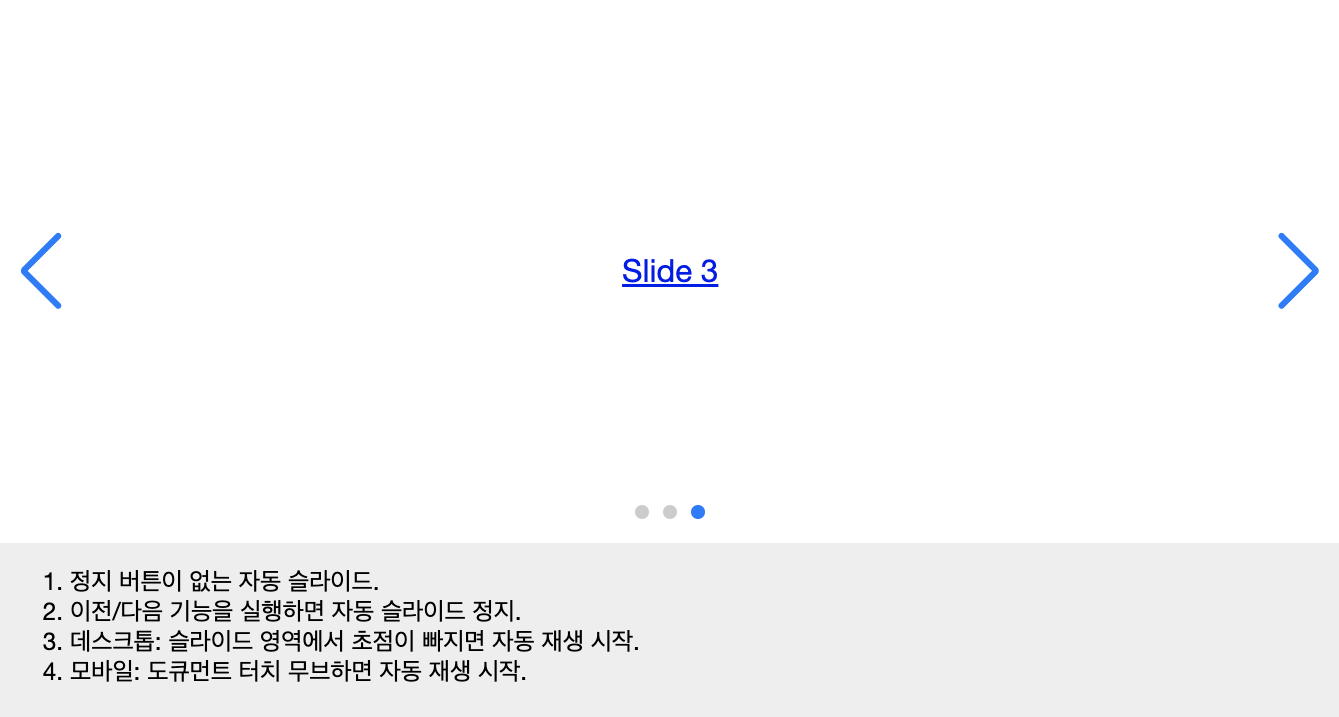 Slide 3
1. 정지 버튼이 없는 자동 슬라이드.
2. 이전/다음 기능을 실행하면 자동 슬라이드 정지.
3. 데스크톱: 슬라이드 영역에서 초점이 빠지면 자동 재생 시작.
4. 모바일: 도큐먼트 터치 무브하면 자동 재생 시작.